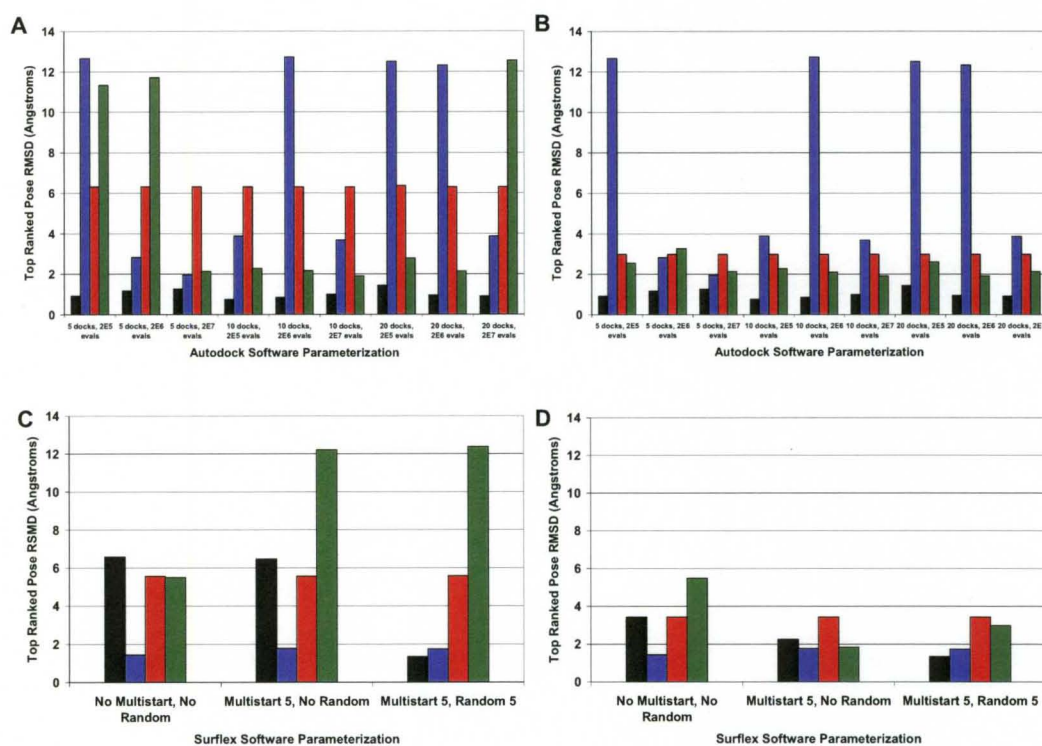 A
Top Ranked Pose RMSD (Angstroms)
14
12
10
8
6
4
2
0
5 docks, 2E5 evals
5 docks, 2E6 evals
5 docks, 2E7 evals
10 docks, 2E5 evals
10 docks, 2E6 evals
10 docks, 2E7 evals
20 docks, 2E5 evals
20 docks, 2E6 evals
20 docks, 2E7 evals
Autodock Software Parameterization
B
Top Ranked Pose RMSD (Angstroms)
14
12
10
8
6
4
2
0
5 docks, 2E5 evals
5 docks, 2E6 evals
5 docks, 2E7 evals
10 docks, 2E5 evals
10 docks, 2E6 evals
10 docks, 2E7 evals
20 docks, 2E5 evals
20 docks, 2E6 evals
20 docks, 2E evals
Autodock Software Parameterization
C
Top Ranked Pose RSMD (Angstroms)
14
12
10
8
6
4
2
0
No Multistart, No Random
Multistart 5, No Random
Multistart 5, Random 5
Surflex Software Parameterization
D
Top Ranked Pose RMSD (Angstroms)
14
12
10
8
6
4
2
0
No Multistart, No Random
Multistart 5, No Random
Multistart 5, Random 5
Surflex Software Parameterization